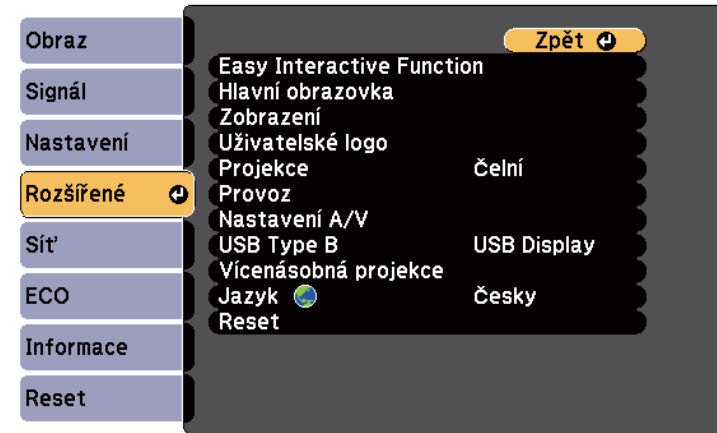 Obraz
Signál
Nastavení
Rozšířené
Síť
ECO
Informace
Reset
Zpět
Easy Interactive Function
Hlavní obrazovka
Zobrazení
Uživatelské logo
Projekce Čelní
Provoz
Nastavení A/V
USB Type B USB Display
Vícenásobná projekce
Jazyk Česky
Reset